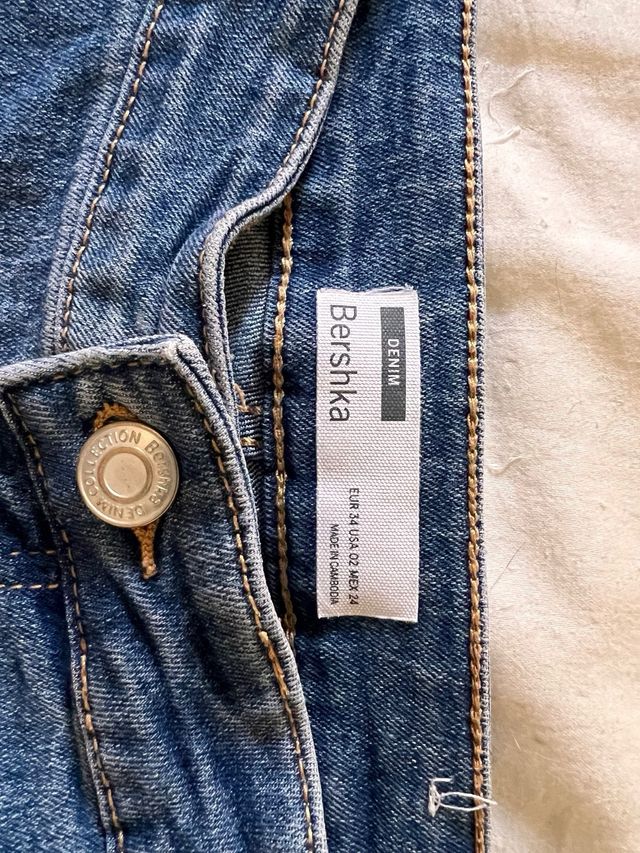 DENIM
Bershka
EUR 34 USA 02 MEX 24
MADE IN CAMBODIA
BERSHKA DENIM COLLECTION